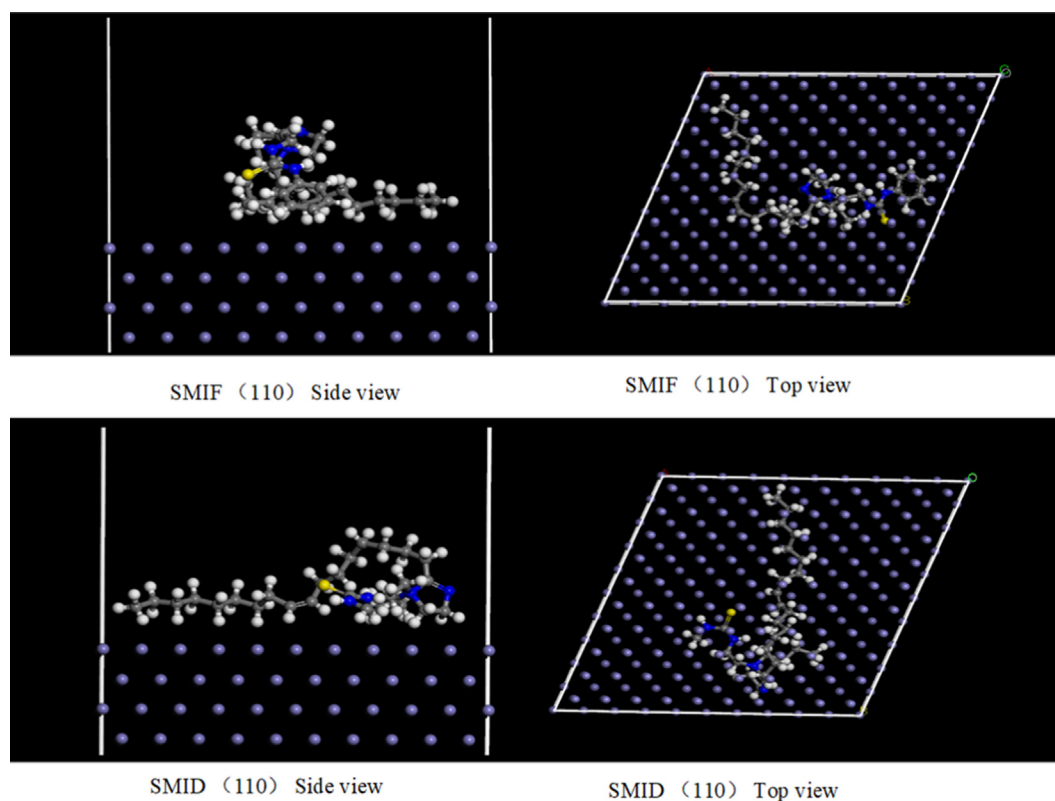 SMIF （110） Side view
SMIF （110） Top view
SMID （110） Side view
SMID （110） Top view